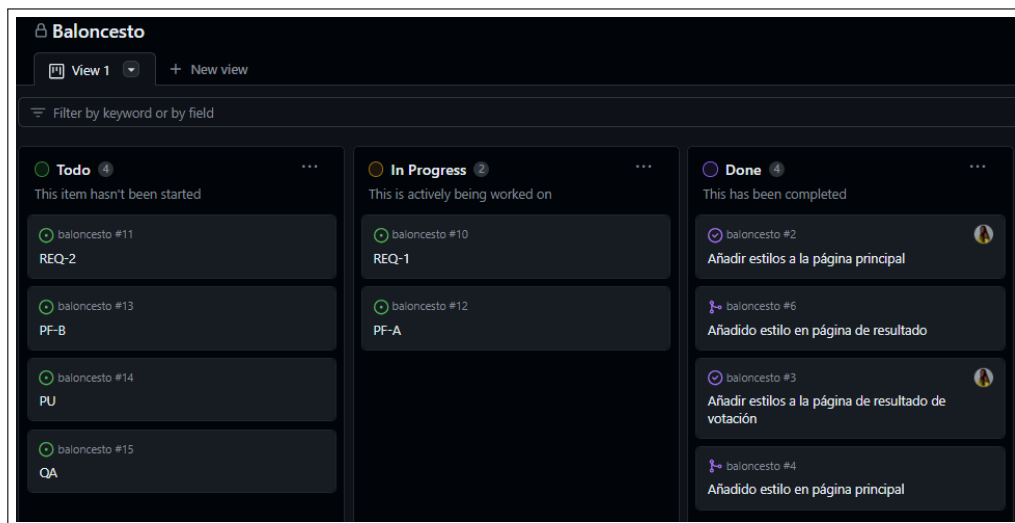 Baloncesto
View 1
+ New view
Filter by keyword or by field
Todo 4
This item hasn't been started
baloncesto #11
REQ-2
baloncesto #13
PF-B
baloncesto #14
PU
baloncesto #15
QA
In Progress 2
This is actively being worked on
baloncesto #10
REQ-1
baloncesto #12
PF-A
Done 4
This has been completed
baloncesto #2
Añadir estilos a la página principal
baloncesto #6
Añadido estilo en página de resultado
baloncesto #3
Añadir estilos a la página de resultado de
votación
baloncesto #4
Añadido estilo en página principal